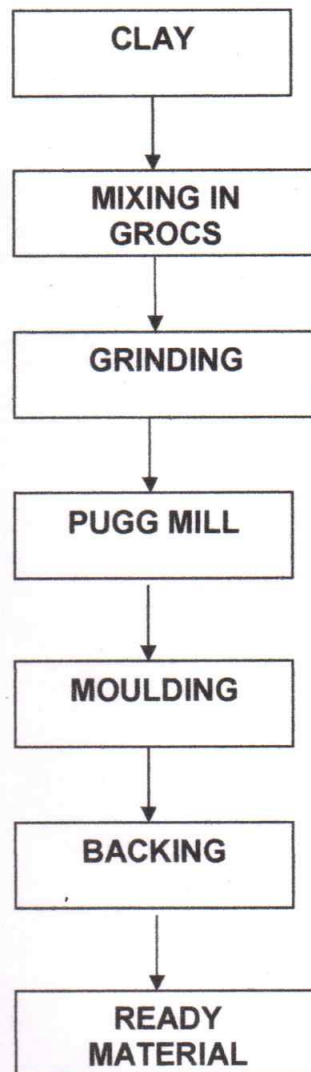 CLAY
MIXING IN
GROCS
GRINDING
PUGG MILL
MOULDING
BACKING
READY
MATERIAL